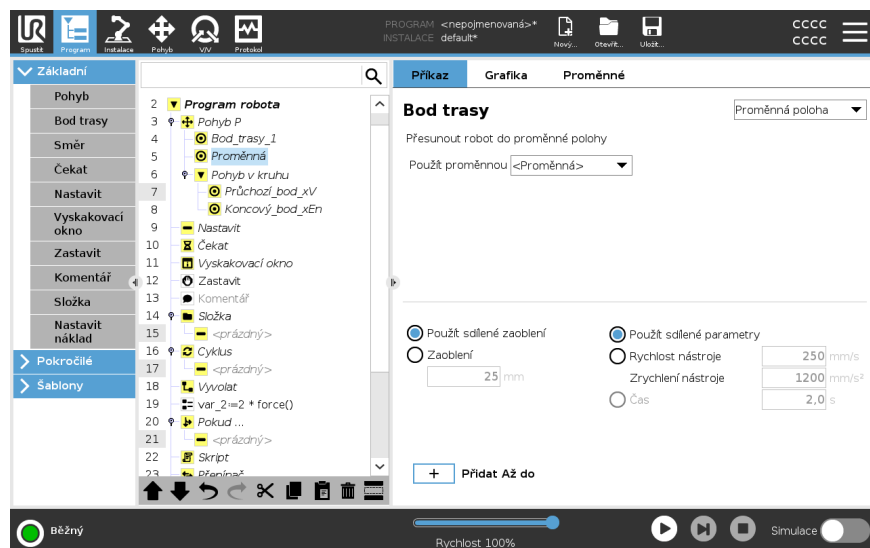 PROGRAM <nepojmenovaná>*
INSTALACE default*
Spustit Program Instalace Pohyb V/V Protokol Nový... Otevřít... Uložit...
CCCC
CCCC
Základní
Pohyb
Bod trasy
Směr
Čekat
Nastavit
Vyskakovací
okno
Zastavit
Komentář
Složka
Nastavit
náklad
Pokročilé
Šablony
2 Program robota
3 Pohyb P
4 Bod_trasy_1
5 Proměnná
6 Pohyb v kruhu
7 Průchozí_bod_xV
8 Koncový_bod_xEn
9 Nastavit
10 Čekat
11 Vyskakovací okno
12 Zastavit
13 Komentář
14 Složka
15 <prázdný>
16 Cyklus
17 <prázdný>
18 Vyvolat
19 var_2:=2 * force()
20 Pokud ...
21 <prázdný>
22 Skript
23 Přepínač
Příkaz Grafika Proměnné
Bod trasy Proměnná poloha
Přesunout robot do proměnné polohy
Použít proměnnou <Proměnná>
Použít sdílené zaoblení
Zaoblení
25 mm
Použít sdílené parametry
Rychlost nástroje 250 mm/s
Zrychlení nástroje 1200 mm/s²
Čas 2,0 s
+ Přidat Až do
Běžný
Rychlost 100%
Simulace